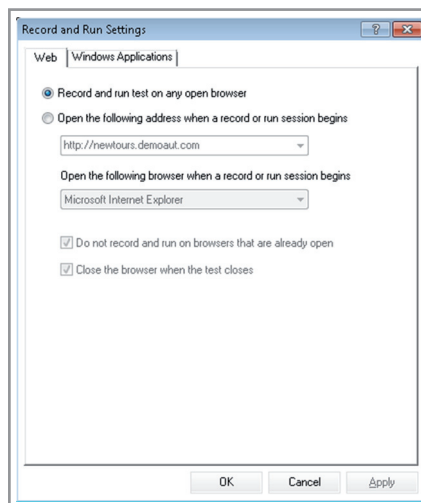 Record and Run Settings
Web Windows Applications
Record and run test on any open browser
Open the following address when a record or run session begins
http://newtours.demoaut.com
Open the following browser when a record or run session begins
Microsoft Internet Explorer
Do not record and run on browsers that are already open
Close the browser when the test closes
OK Cancel Apply